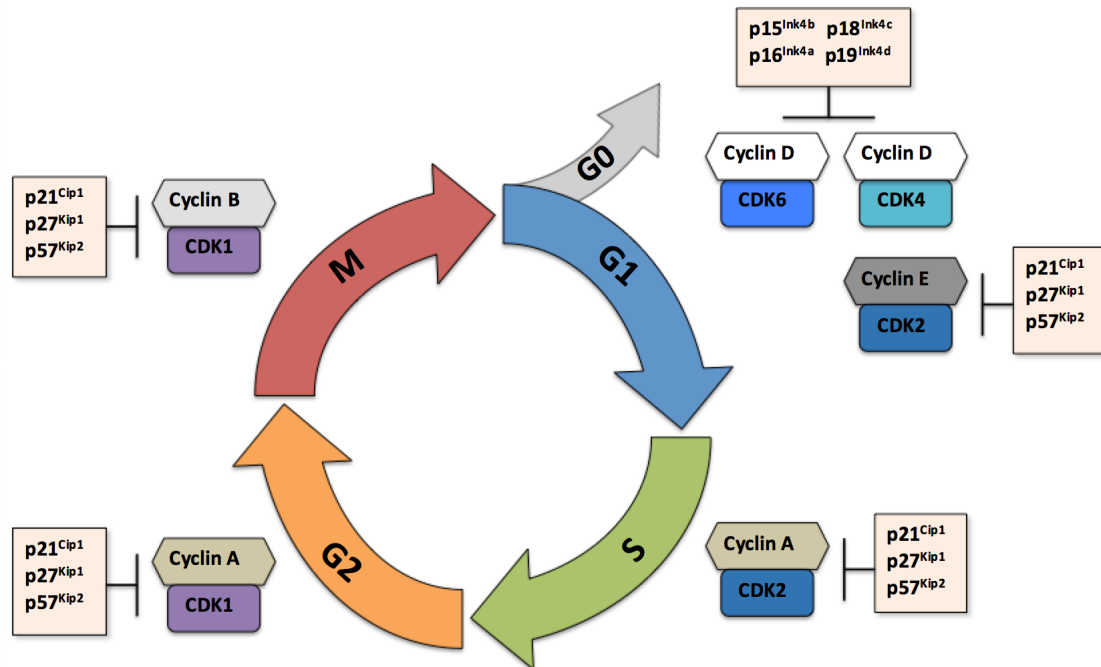 p15Ink4b p18Ink4c
p16Ink4a p19Ink4d
Cyclin D
CDK6
Cyclin D
CDK4
G0
p21Cip1
p27Kip1
p57Kip2
Cyclin B
CDK1
M
G1
Cyclin E
CDK2
p21Cip1
p27Kip1
p57Kip2
p21Cip1
p27Kip1
p57Kip2
Cyclin A
CDK1
G2
S
Cyclin A
CDK2
p21Cip1
p27Kip1
p57Kip2